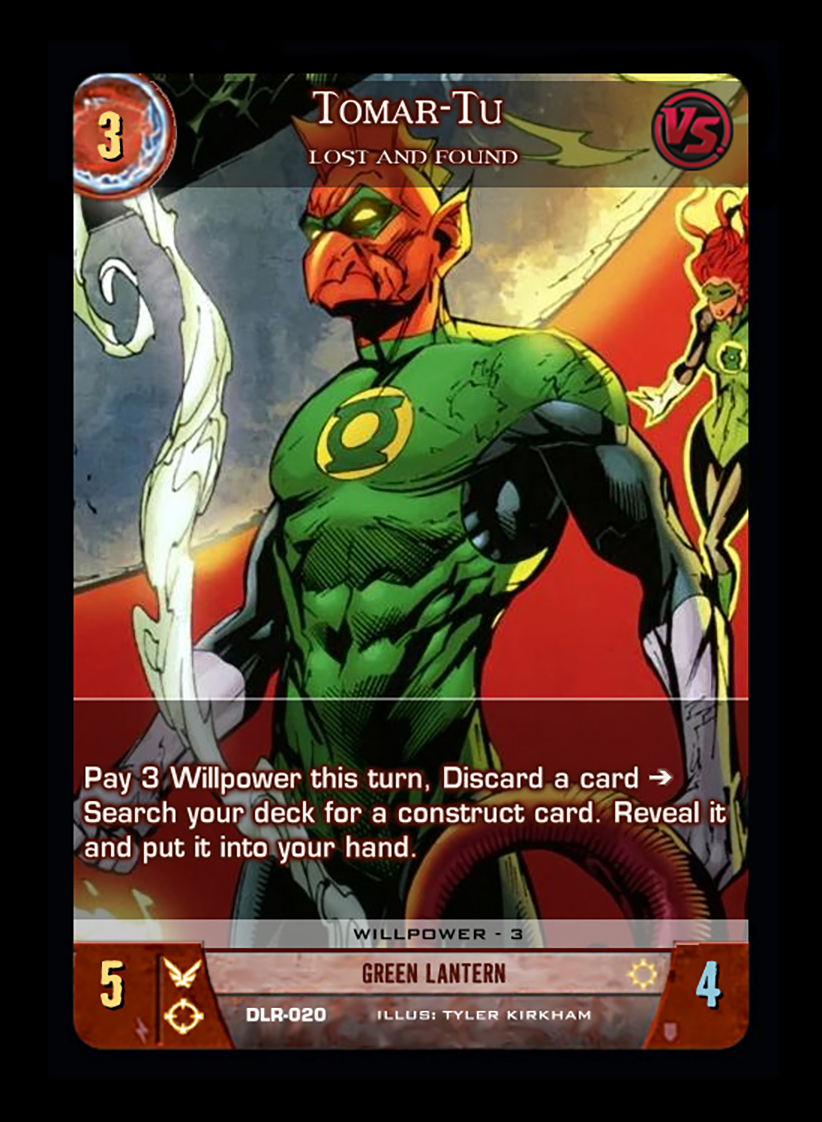 3
TOMAR-TU
LOST AND FOUND
VS.
Pay 3 Willpower this turn, Discard a card ➔
Search your deck for a construct card. Reveal it
and put it into your hand.
WILLPOWER - 3
5
GREEN LANTERN
4
DLR-020 ILLUS: TYLER KIRKHAM